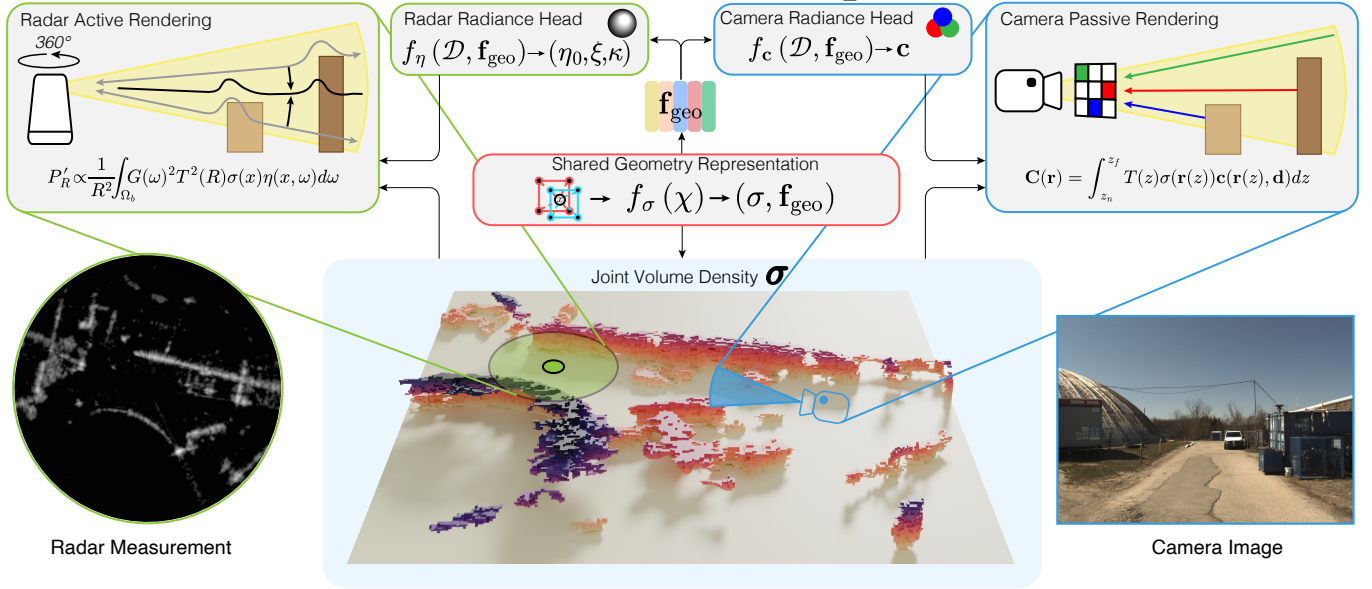 Radar Active Rendering
360°
P′_R ∝ 1/R² ∫_{Ω_b} G(ω)² T²(R)σ(x)η(x, ω)dω
Radar Radiance Head
f_η (𝒟, f_geo) → (η₀, ξ, κ)
Camera Radiance Head
f_c (𝒟, f_geo) → c
f_geo
Camera Passive Rendering
C(r) = ∫_{z_n}^{z_f} T(z)σ(r(z))c(r(z), d)dz
Shared Geometry Representation
f_σ (χ) → (σ, f_geo)
Joint Volume Density σ
Radar Measurement
Camera Image